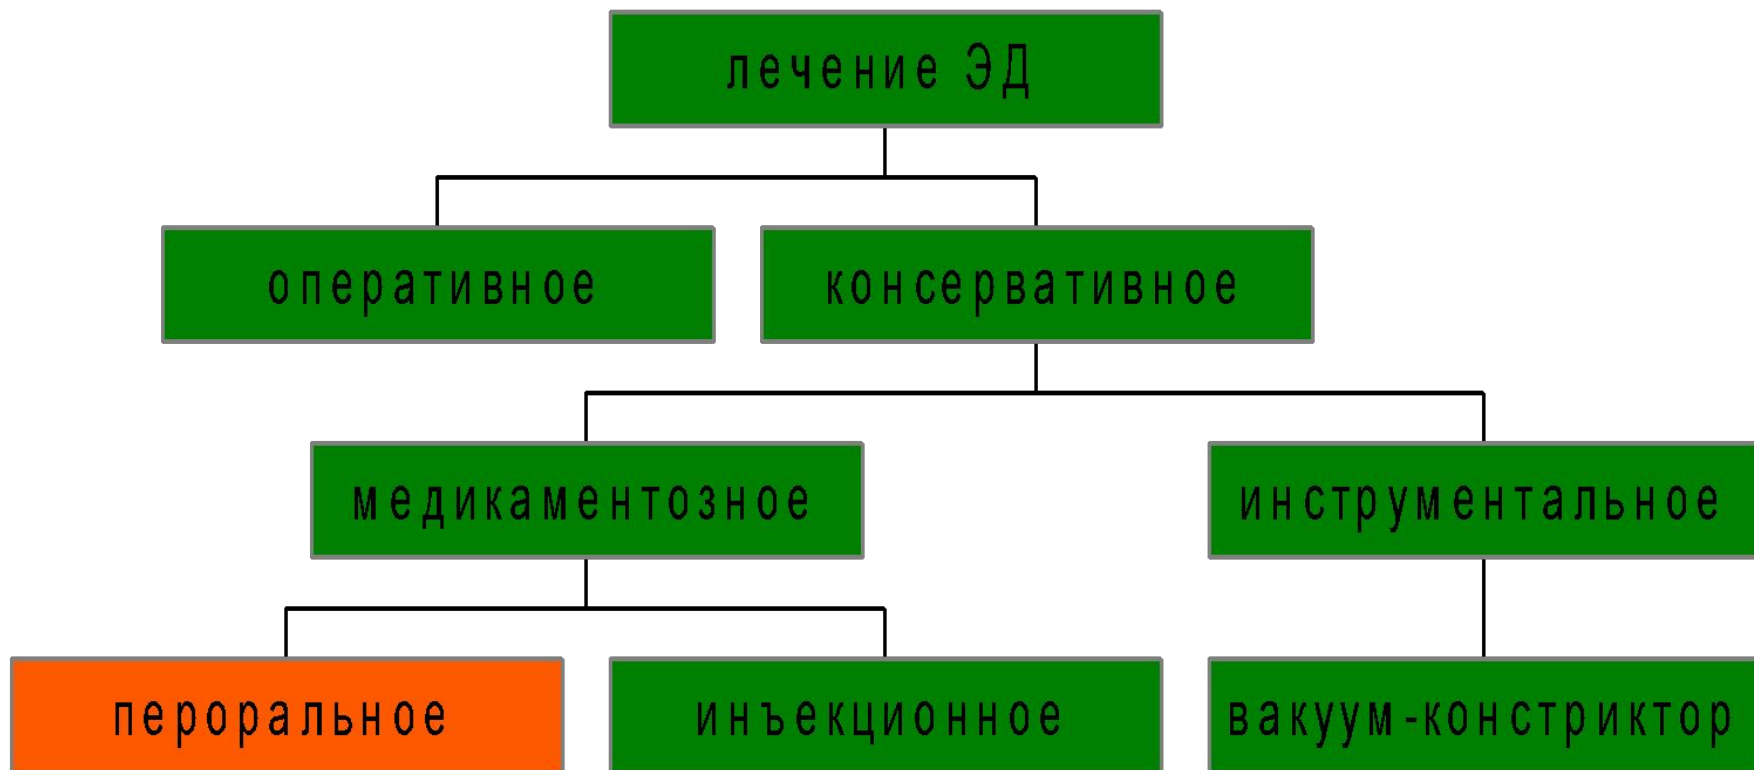 лечение ЭД
оперативное
консервативное
медикаментозное
инструментальное
пероральное
инъекционное
вакуум-констриктор